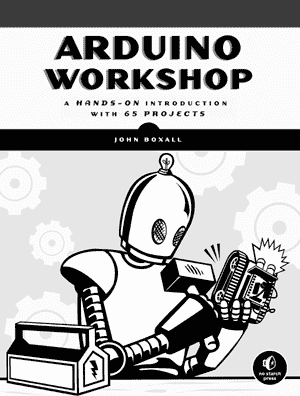 ARDUINO
WORKSHOP
A HANDS-ON INTRODUCTION
WITH 65 PROJECTS
JOHN BOXALL
no starch
press